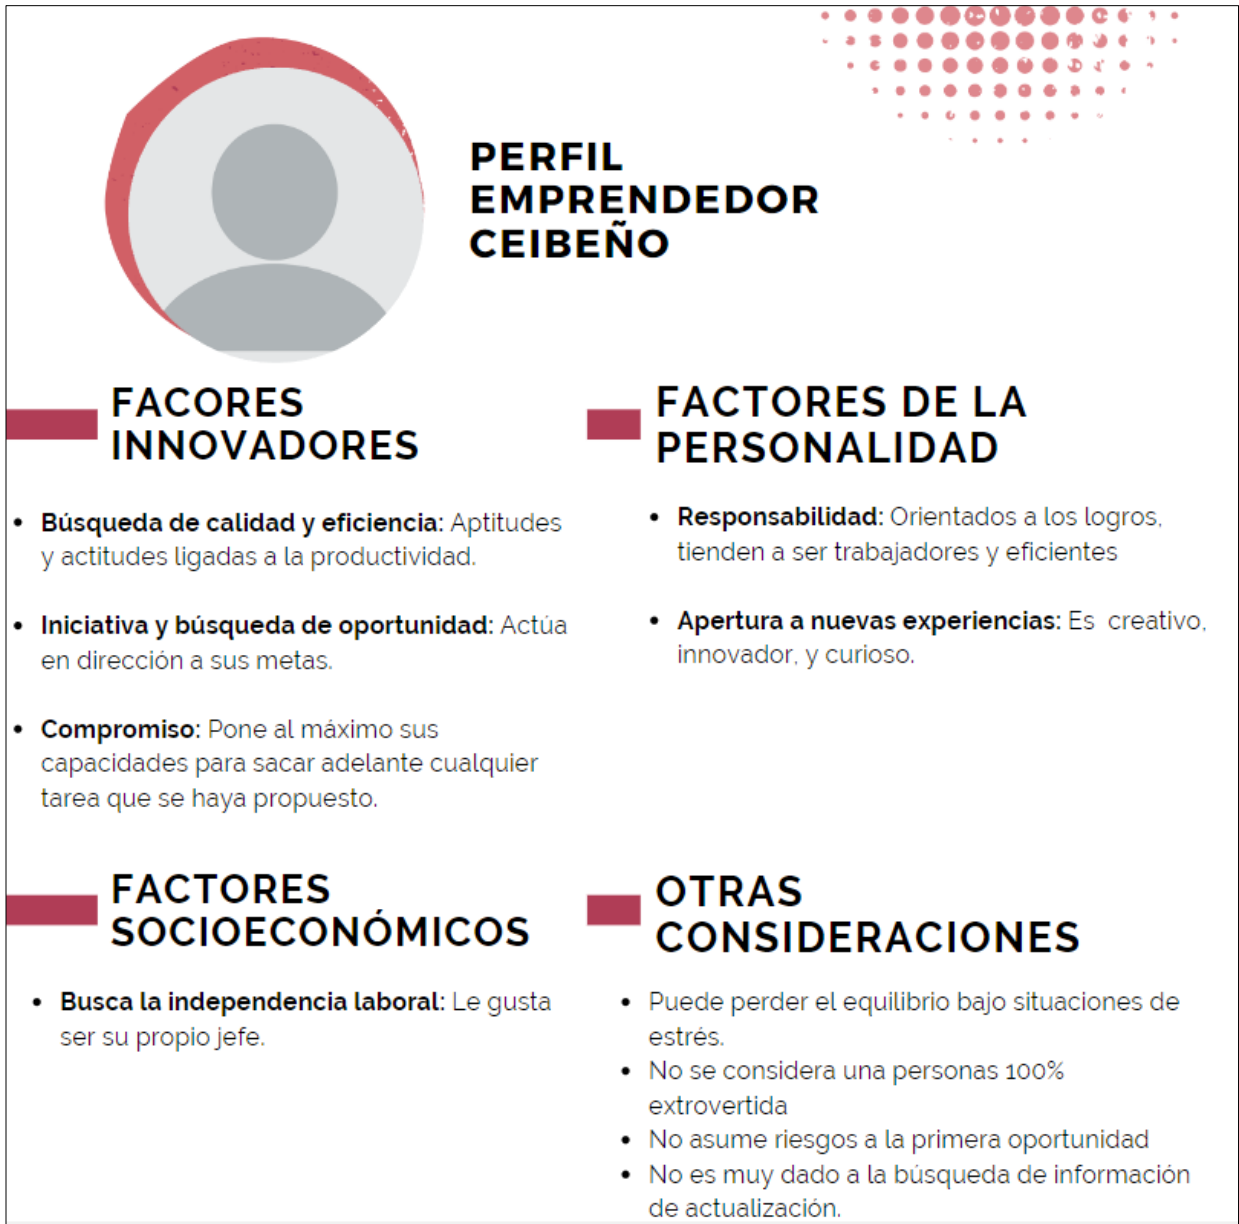 PERFIL
EMPRENDEDOR
CEIBEÑO
FACORES
INNOVADORES
• Búsqueda de calidad y eficiencia: Aptitudes
y actitudes ligadas a la productividad.
• Iniciativa y búsqueda de oportunidad: Actúa
en dirección a sus metas.
• Compromiso: Pone al máximo sus
capacidades para sacar adelante cualquier
tarea que se haya propuesto.
FACTORES DE LA
PERSONALIDAD
• Responsabilidad: Orientados a los logros,
tienden a ser trabajadores y eficientes
• Apertura a nuevas experiencias: Es creativo,
innovador, y curioso.
FACTORES
SOCIOECONÓMICOS
• Busca la independencia laboral: Le gusta
ser su propio jefe.
OTRAS
CONSIDERACIONES
• Puede perder el equilibrio bajo situaciones de
estrés.
• No se considera una personas 100%
extrovertida
• No asume riesgos a la primera oportunidad
• No es muy dado a la búsqueda de información
de actualización.